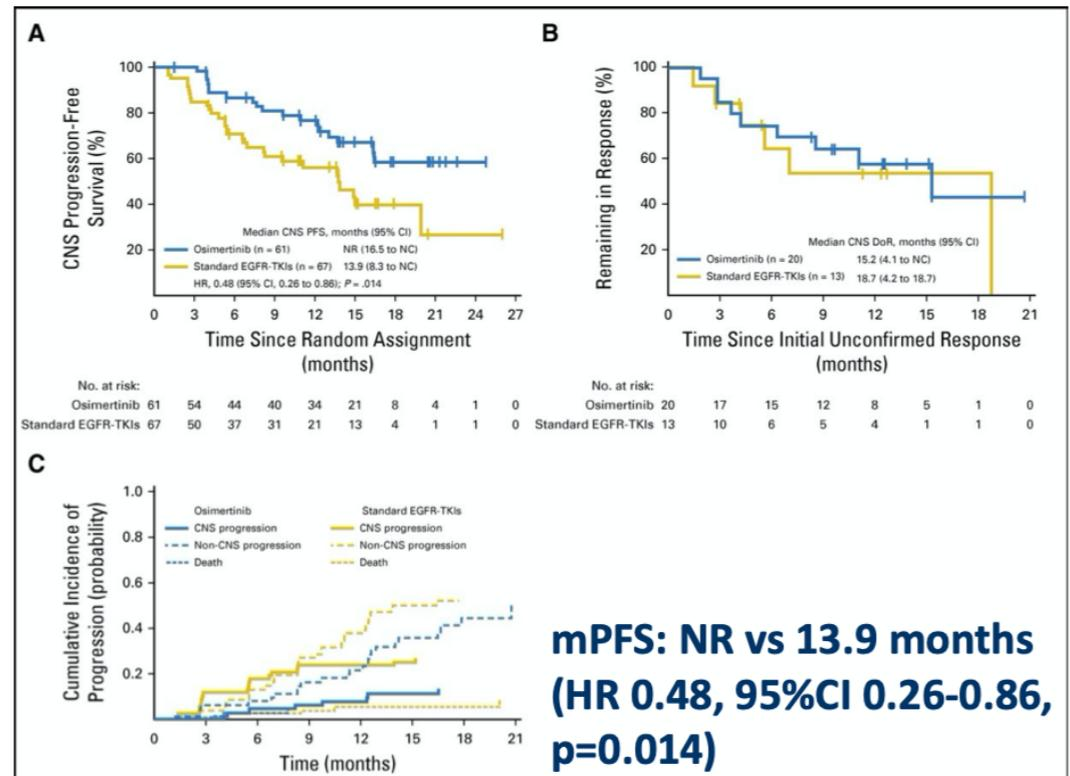 A
CNS Progression-Free
Survival (%)
100
80
60
40
20
Median CNS PFS, months (95% CI)
Osimertinib (n = 61) NR (16.5 to NC)
Standard EGFR-TKIs (n = 67) 13.9 (8.3 to NC)
HR, 0.48 (95% CI, 0.26 to 0.86); P = .014
0 3 6 9 12 15 18 21 24 27
Time Since Random Assignment
(months)
No. at risk:
Osimertinib 61 54 44 40 34 21 8 4 1 0
Standard EGFR-TKIs 67 50 37 31 21 13 4 1 1 0
B
Remaining in Response (%)
100
80
60
40
20
Median CNS DoR, months (95% CI)
Osimertinib (n = 20) 15.2 (4.1 to NC)
Standard EGFR-TKIs (n = 13) 18.7 (4.2 to 18.7)
0 3 6 9 12 15 18 21
Time Since Initial Unconfirmed Response
(months)
No. at risk:
Osimertinib 20 17 15 12 8 5 1 0
Standard EGFR-TKIs 13 10 6 5 4 1 1 0
C
Cumulative Incidence of
Progression (probability)
1.0
0.8
0.6
0.4
0.2
Osimertinib Standard EGFR-TKIs
CNS progression CNS progression
Non-CNS progression Non-CNS progression
Death Death
0 3 6 9 12 15 18 21
Time (months)
mPFS: NR vs 13.9 months
(HR 0.48, 95%CI 0.26-0.86,
p=0.014)